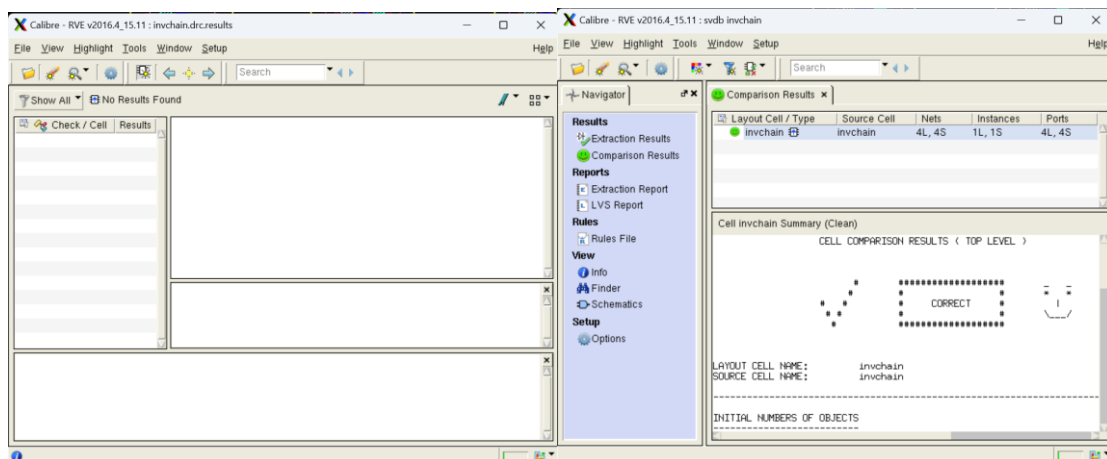 Calibre - RVE v2016.4_15.11 : invchain.drc.results
File View Highlight Tools Window Setup Help
Search
Show All No Results Found
Check / Cell Results
Calibre - RVE v2016.4_15.11 : svdb invchain
File View Highlight Tools Window Setup Help
Search
Navigator
Results
Extraction Results
Comparison Results
Reports
Extraction Report
LVS Report
Rules
Rules File
View
Info
Finder
Schematics
Setup
Options
Comparison Results
Layout Cell / Type Source Cell Nets Instances Ports
invchain invchain 4L, 4S 1L, 1S 4L, 4S
Cell invchain Summary (Clean)
CELL COMPARISON RESULTS ( TOP LEVEL )
CORRECT
LAYOUT CELL NAME: invchain
SOURCE CELL NAME: invchain
INITIAL NUMBERS OF OBJECTS